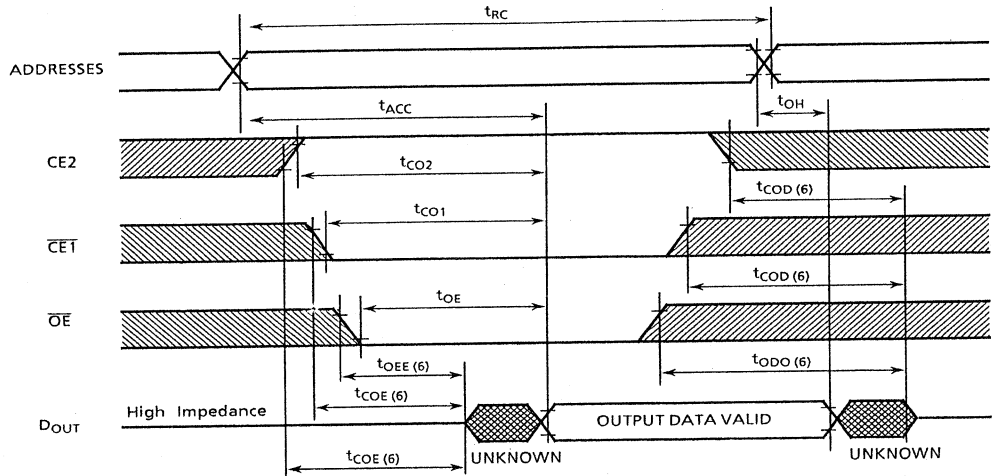 tRC
ADDRESSES
tACC
tOH
CE2
tCO2
tCOD (6)
tCO1
CE1
tCOD (6)
tOE
OE
tOEE (6)
tODO (6)
tCOE (6)
High Impedance
OUTPUT DATA VALID
DOUT
UNKNOWN
UNKNOWN
tCOE (6)